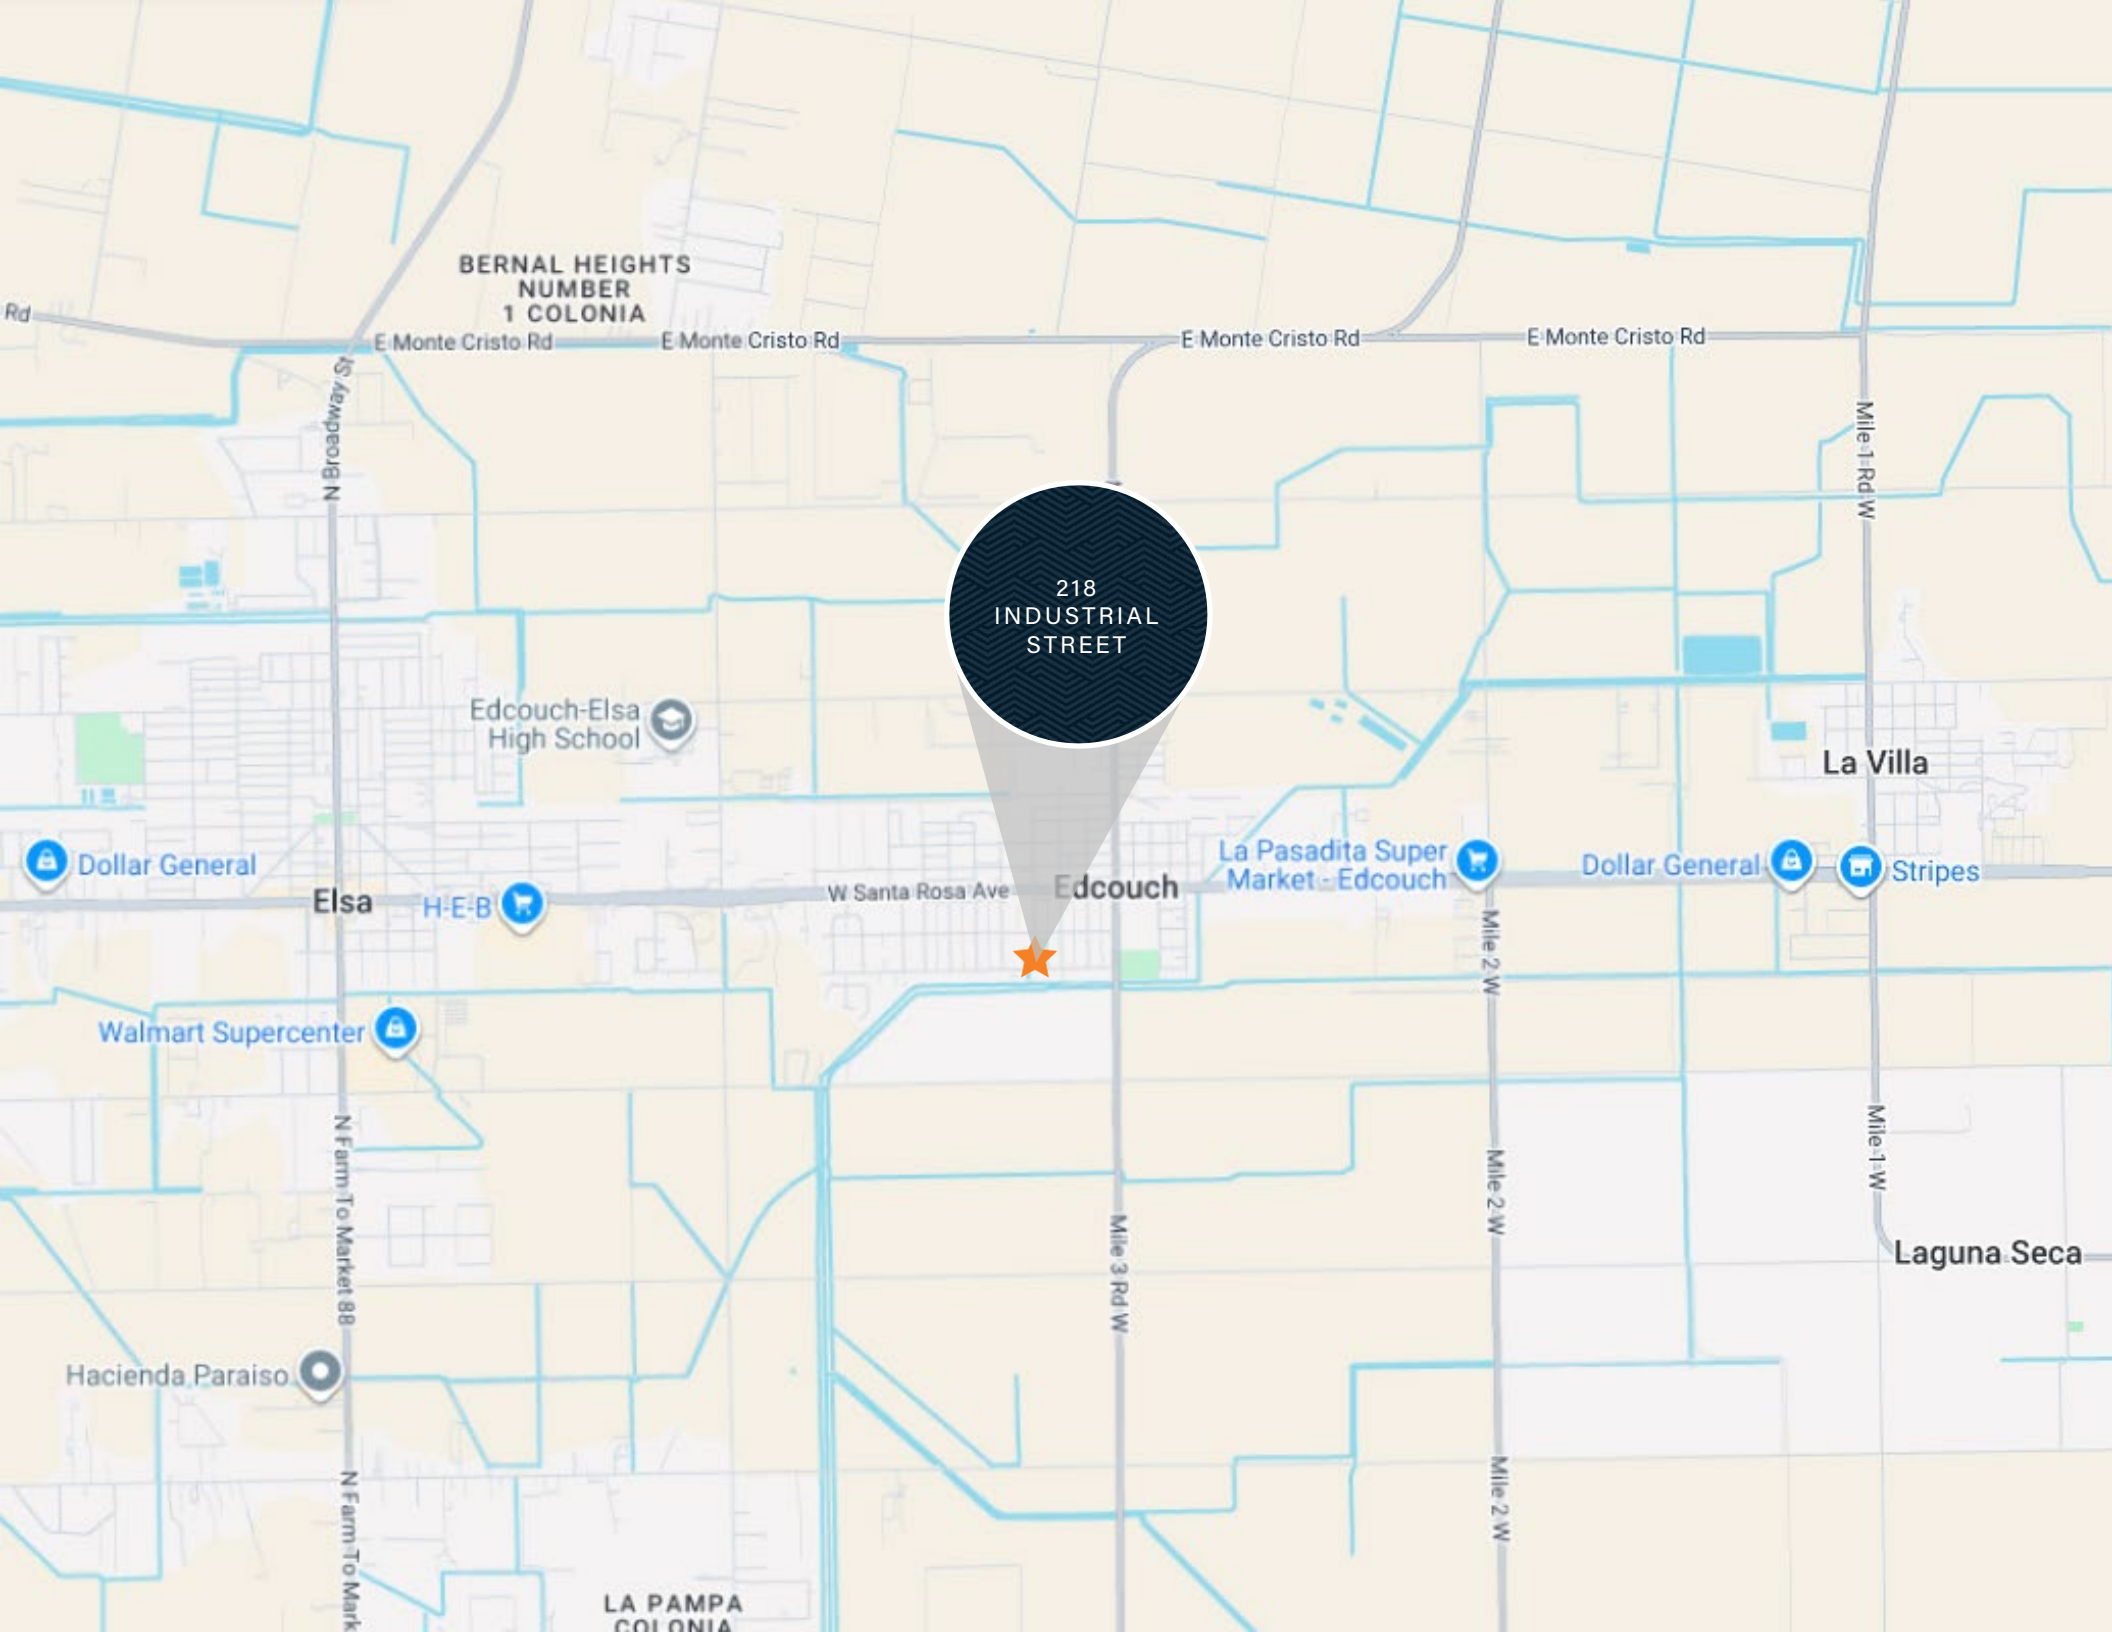 BERNAL HEIGHTS
NUMBER
1 COLONIA
Rd
E Monte Cristo Rd
E Monte Cristo Rd
E Monte Cristo Rd
E Monte Cristo Rd
N Broadway St
Mile 1 Rd W
218
INDUSTRIAL
STREET
Edcouch-Elsa
High School
La Villa
Dollar General
Elsa
H-E-B
W Santa Rosa Ave
Edcouch
La Pasadita Super
Market - Edcouch
Dollar General
Stripes
Mile 2 W
Walmart Supercenter
N Farm To Market 88
Mile 3 Rd W
Mile 2 W
Mile 1 W
Laguna Seca
Hacienda Paraiso
N Farm To Mark
Mile 2 W
LA PAMPA
COLONIA